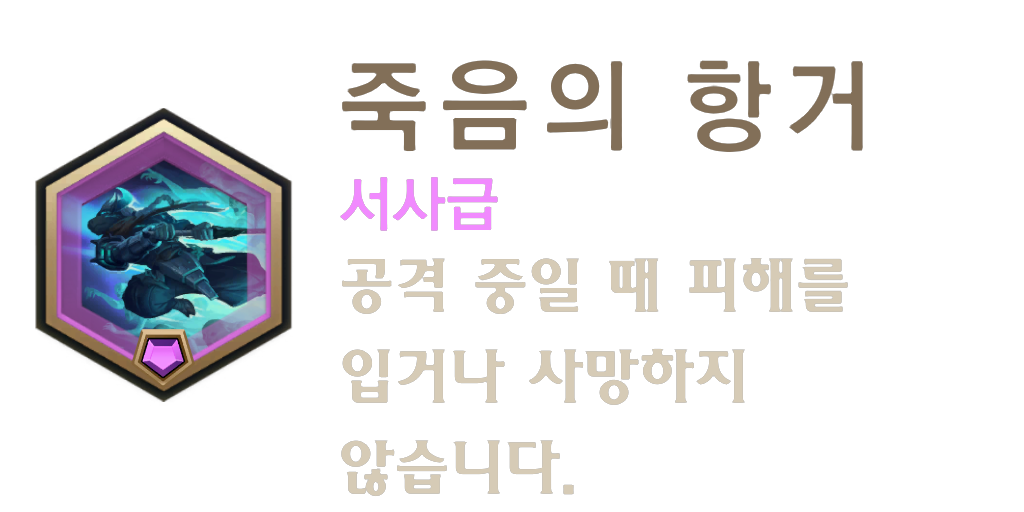 죽음의 항거
서사급
공격 중일 때 피해를
입거나 사망하지
않습니다.